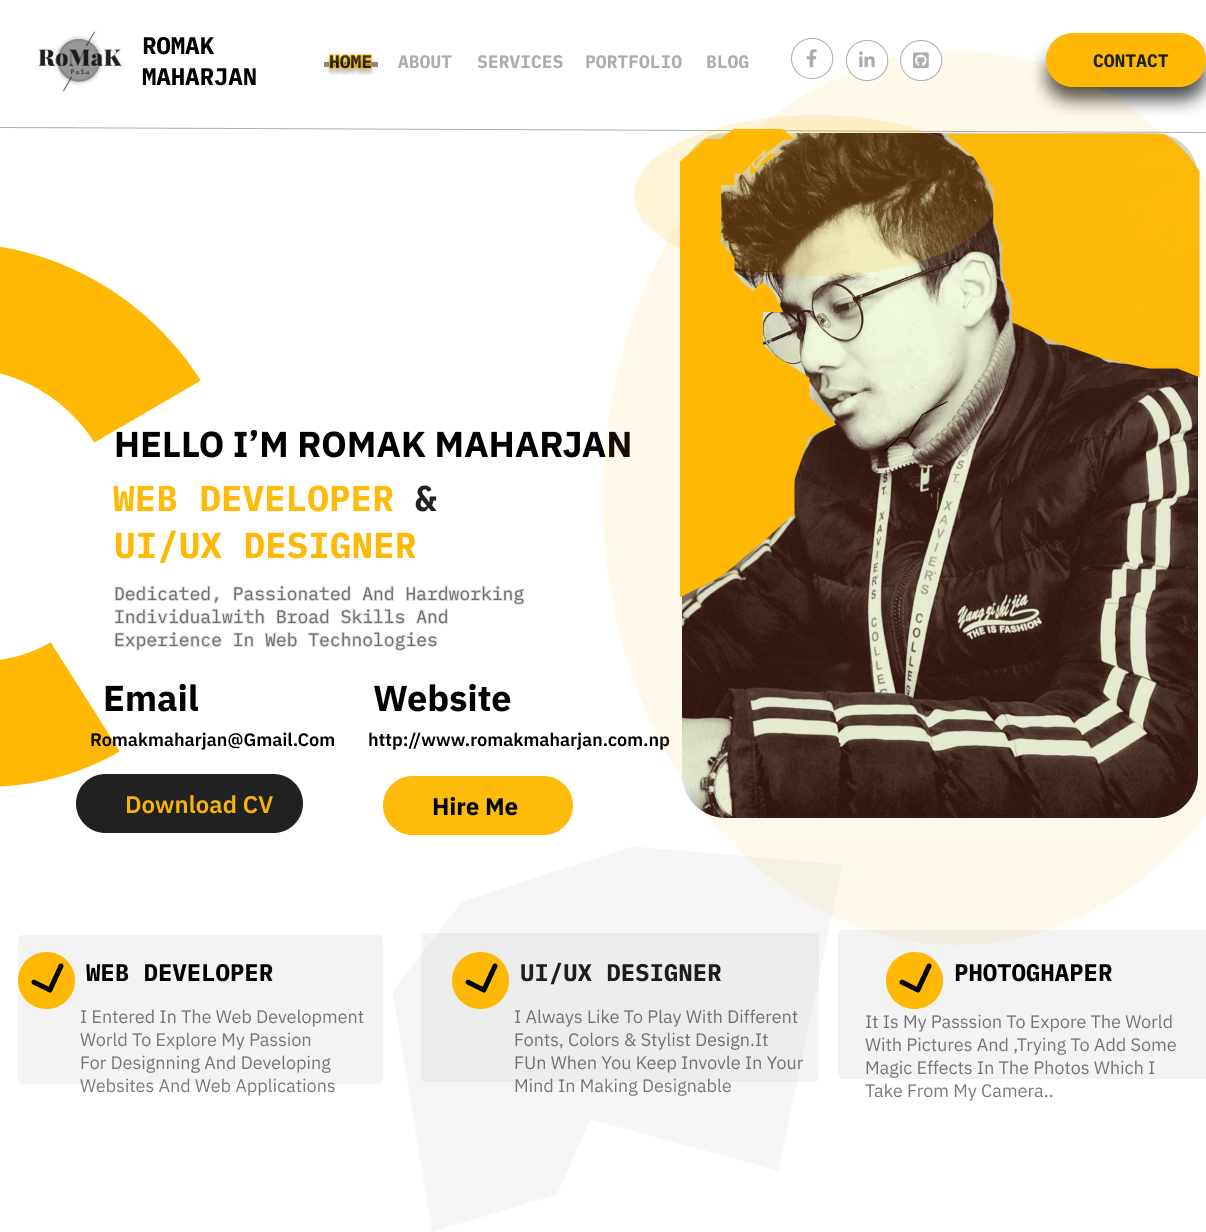 RoMaK
PaSa
ROMAK
MAHARJAN
HOME ABOUT SERVICES PORTFOLIO BLOG
f in
CONTACT
HELLO I’M ROMAK MAHARJAN
WEB DEVELOPER &
UI/UX DESIGNER
Dedicated, Passionated And Hardworking
Individualwith Broad Skills And
Experience In Web Technologies
Email
Romakmaharjan@Gmail.Com
Website
http://www.romakmaharjan.com.np
Download CV
Hire Me
ST. XAVIER'S COLLEG
ST. XAVIER'S COLLEG
Yang zi shi jia
THE IS FASHION
WEB DEVELOPER
I Entered In The Web Development
World To Explore My Passion
For Designning And Developing
Websites And Web Applications
UI/UX DESIGNER
I Always Like To Play With Different
Fonts, Colors & Stylist Design.It
FUn When You Keep Invovle In Your
Mind In Making Designable
PHOTOGHAPER
It Is My Passsion To Expore The World
With Pictures And ,Trying To Add Some
Magic Effects In The Photos Which I
Take From My Camera..